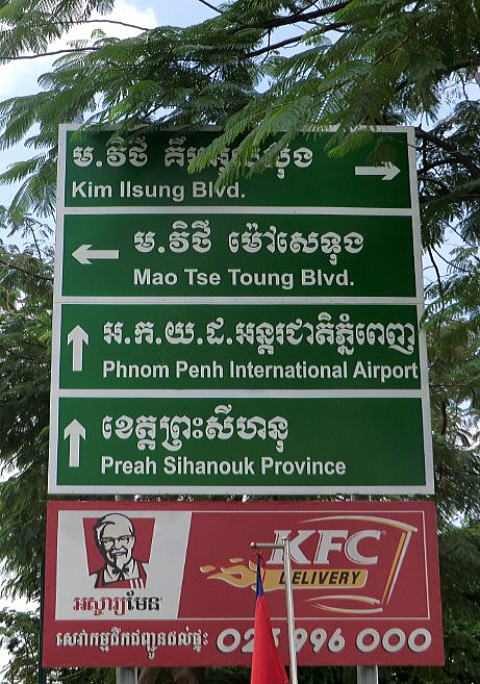 ម.វិថី គីម
Kim Ilsung Blvd.
ម.វិថី ម៉ៅសេទុង
Mao Tse Toung Blvd.
អ.ក.យ.ដ.អន្តរជាតិភ្នំពេញ
Phnom Penh International Airport
ខេត្តព្រះសីហនុ
Preah Sihanouk Province
KFC
DELIVERY
អស្ចារ្យមែន
សេវាកម្មដឹកជញ្ជូនដល់ផ្ទះ 996 000